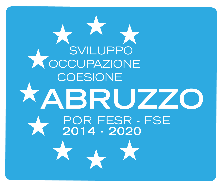 SVILUPPO
OCCUPAZIONE
COESIONE
ABRUZZO
POR FESR - FSE
2014 - 2020